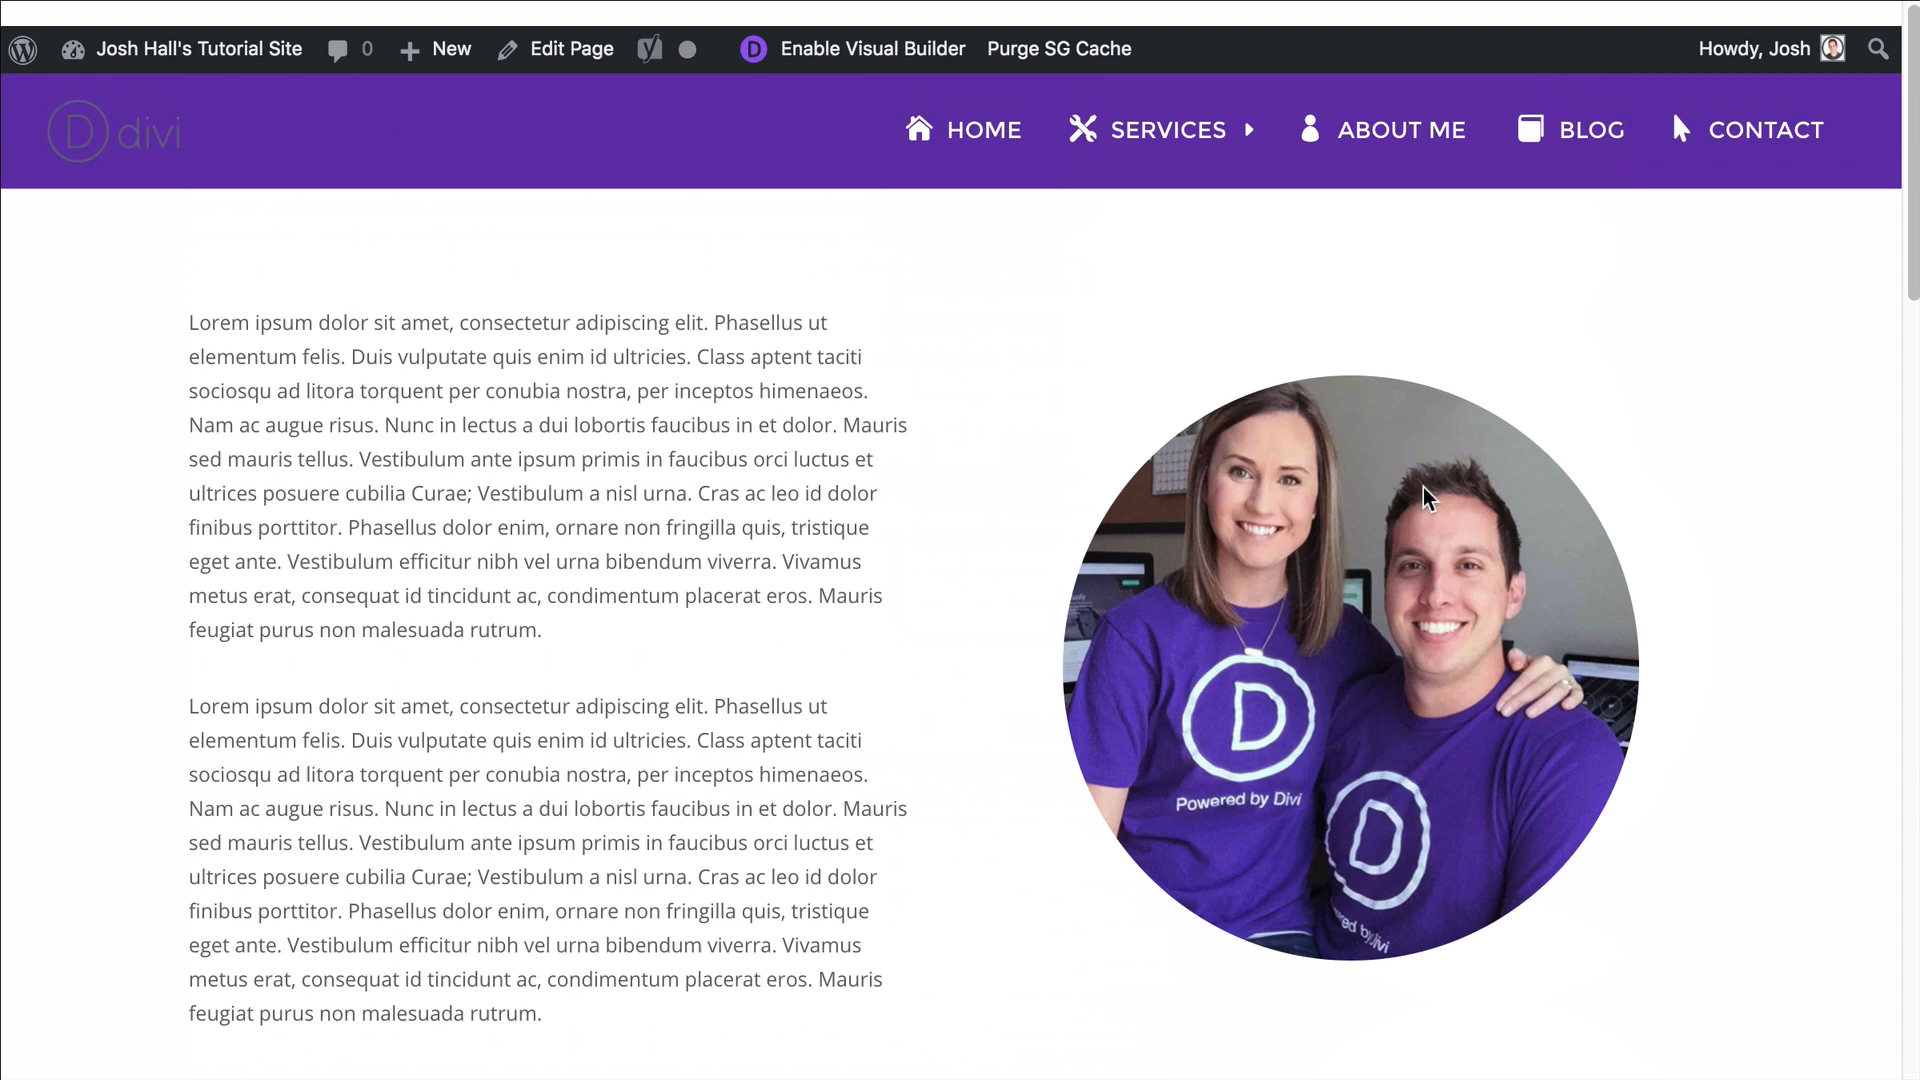 Josh Hall's Tutorial Site 0 New Edit Page Enable Visual Builder Purge SG Cache Howdy, Josh
D divi HOME SERVICES ABOUT ME BLOG CONTACT
Lorem ipsum dolor sit amet, consectetur adipiscing elit. Phasellus ut
elementum felis. Duis vulputate quis enim id ultricies. Class aptent taciti
sociosqu ad litora torquent per conubia nostra, per inceptos himenaeos.
Nam ac augue risus. Nunc in lectus a dui lobortis faucibus in et dolor. Mauris
sed mauris tellus. Vestibulum ante ipsum primis in faucibus orci luctus et
ultrices posuere cubilia Curae; Vestibulum a nisl urna. Cras ac leo id dolor
finibus porttitor. Phasellus dolor enim, ornare non fringilla quis, tristique
eget ante. Vestibulum efficitur nibh vel urna bibendum viverra. Vivamus
metus erat, consequat id tincidunt ac, condimentum placerat eros. Mauris
feugiat purus non malesuada rutrum.
Lorem ipsum dolor sit amet, consectetur adipiscing elit. Phasellus ut
elementum felis. Duis vulputate quis enim id ultricies. Class aptent taciti
sociosqu ad litora torquent per conubia nostra, per inceptos himenaeos.
Nam ac augue risus. Nunc in lectus a dui lobortis faucibus in et dolor. Mauris
sed mauris tellus. Vestibulum ante ipsum primis in faucibus orci luctus et
ultrices posuere cubilia Curae; Vestibulum a nisl urna. Cras ac leo id dolor
finibus porttitor. Phasellus dolor enim, ornare non fringilla quis, tristique
eget ante. Vestibulum efficitur nibh vel urna bibendum viverra. Vivamus
metus erat, consequat id tincidunt ac, condimentum placerat eros. Mauris
feugiat purus non malesuada rutrum.
D
Powered by Divi
D